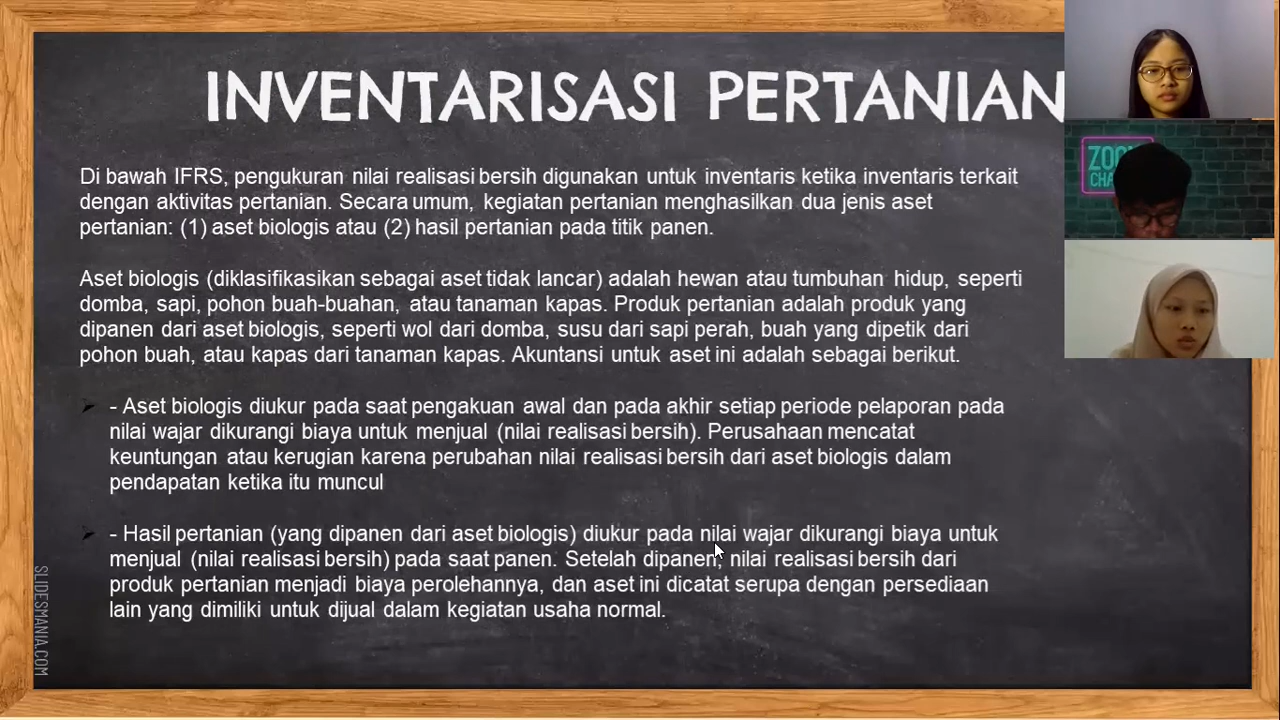 INVENTARISASI PERTANIAN
Di bawah IFRS, pengukuran nilai realisasi bersih digunakan untuk inventaris ketika inventaris terkait
dengan aktivitas pertanian. Secara umum, kegiatan pertanian menghasilkan dua jenis aset
pertanian: (1) aset biologis atau (2) hasil pertanian pada titik panen.
Aset biologis (diklasifikasikan sebagai aset tidak lancar) adalah hewan atau tumbuhan hidup, seperti
domba, sapi, pohon buah-buahan, atau tanaman kapas. Produk pertanian adalah produk yang
dipanen dari aset biologis, seperti wol dari domba, susu dari sapi perah, buah yang dipetik dari
pohon buah, atau kapas dari tanaman kapas. Akuntansi untuk aset ini adalah sebagai berikut.
- Aset biologis diukur pada saat pengakuan awal dan pada akhir setiap periode pelaporan pada
nilai wajar dikurangi biaya untuk menjual (nilai realisasi bersih). Perusahaan mencatat
keuntungan atau kerugian karena perubahan nilai realisasi bersih dari aset biologis dalam
pendapatan ketika itu muncul
- Hasil pertanian (yang dipanen dari aset biologis) diukur pada nilai wajar dikurangi biaya untuk
menjual (nilai realisasi bersih) pada saat panen. Setelah dipanen, nilai realisasi bersih dari
produk pertanian menjadi biaya perolehannya, dan aset ini dicatat serupa dengan persediaan
lain yang dimiliki untuk dijual dalam kegiatan usaha normal.
SLIDESMANIA.COM